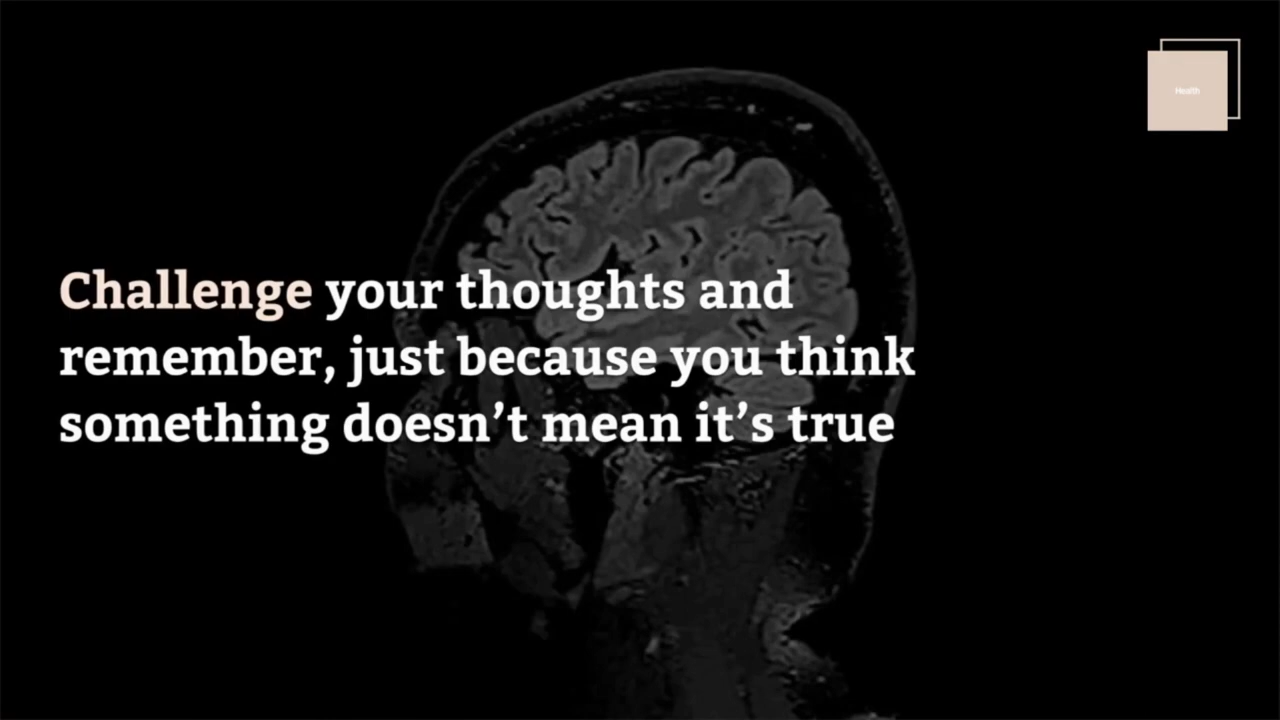 Health
Challenge your thoughts and
remember, just because you think
something doesn’t mean it’s true